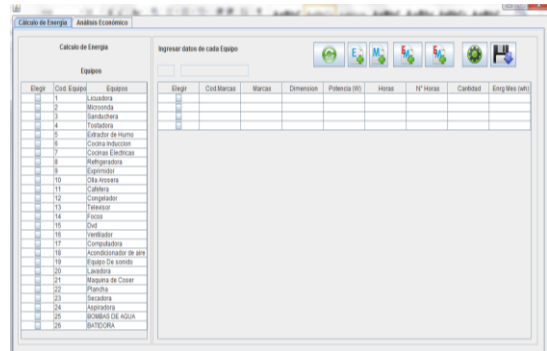 Cálculo de Energía Análisis Económico
Calculo de Energia
Equipos
Elegir Cod. Equipo Equipos
1 Licuadora
2 Microonda
3 Sanduchera
4 Tostadora
5 Extrador de Humo
6 Cocina Induccion
7 Cocinas Electricas
8 Refrigeradora
9 Exprimidor
10 Olla Arrosera
11 Cafetera
12 Congelador
13 Televisor
14 Focos
15 Dvd
16 Ventilador
17 Computadora
18 Acondicionador de aire
19 Equipo De sonido
20 Lavadora
21 Maquina de Coser
22 Plancha
23 Secadora
24 Aspiradora
25 BOMBAS DE AGUA
26 BATIDORA
Ingresar datos de cada Equipo
E M E M E M
Elegir Cod.Marcas Marcas Dimension Potencia (W) Horas N° Horas Cantidad Enrg Mes (wh)